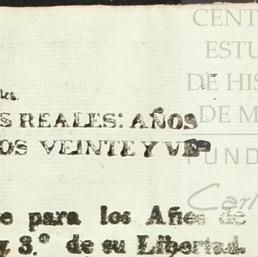 les.
S REALES: AÑOS
OS VEINTE Y VE
e para los Años de
y 3.º de su Libertad.
CENT
ESTU
DE HIS
DE M
FUND
Carl